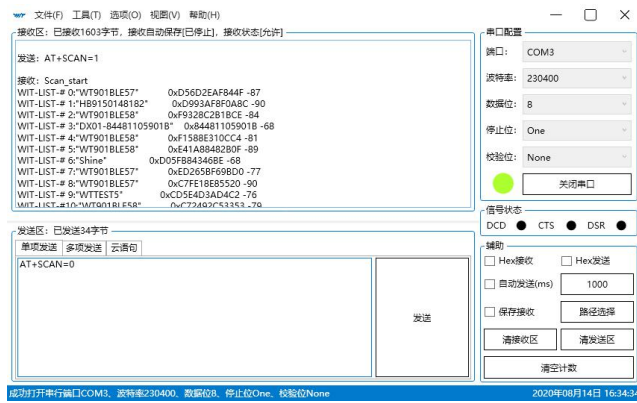 文件(F) 工具(T) 选项(O) 视图(V) 帮助(H)
接收区：已接收1603字节，接收自动保存[已停止]，接收状态[允许]
发送：AT+SCAN=1
接收：Scan_start
WIT-LIST-# 0:"WT901BLE57" 0xD56D2EAF844F -87
WIT-LIST-# 1:"HB9150148182" 0xD993AF8F0A8C -90
WIT-LIST-# 2:"WT901BLE58" 0xF9328C2B1BCE -84
WIT-LIST-# 3:"DX01-84481105901B" 0x84481105901B -68
WIT-LIST-# 4:"WT901BLE58" 0xF1588E310CC4 -81
WIT-LIST-# 5:"WT901BLE58" 0xE41A88482B0F -89
WIT-LIST-# 6:"Shine" 0xD05FB84346BE -68
WIT-LIST-# 7:"WT901BLE57" 0xED265BF69BD0 -77
WIT-LIST-# 8:"WT901BLE57" 0xC7FE18E85520 -90
WIT-LIST-# 9:"WTTEST5" 0xCD5E4D3AD4C2 -76
WIT-LIST-#10:"WT901BLE58" 0xC72492C53353 -79
发送区：已发送34字节
单项发送 多项发送 云语句
AT+SCAN=0
发送
串口配置
端口： COM3
波特率： 230400
数据位： 8
停止位： One
校验位： None
关闭串口
信号状态
DCD CTS DSR
辅助
Hex接收 Hex发送
自动发送(ms) 1000
保存接收 路径选择
清接收区 清发送区
清空计数
成功打开串行端口COM3、波特率230400、数据位8、停止位One、校验位None 2020年08月14日 16:34:34